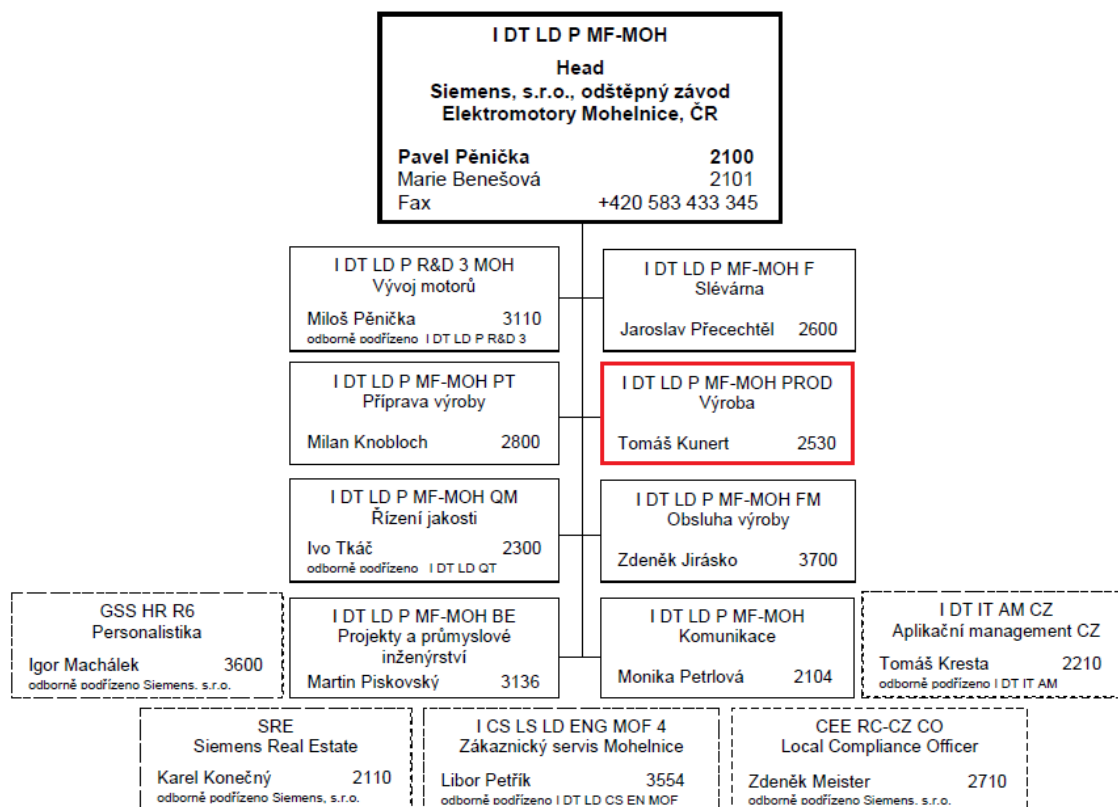 I DT LD P MF-MOH
Head
Siemens, s.r.o., odštěpný závod
Elektromotory Mohelnice, ČR
Pavel Pěnička 2100
Marie Benešová 2101
Fax +420 583 433 345
I DT LD P R&D 3 MOH
Vývoj motorů
Miloš Pěnička 3110
odborně podřízeno I DT LD P R&D 3
I DT LD P MF-MOH F
Slévárna
Jaroslav Přecechtěl 2600
I DT LD P MF-MOH PT
Příprava výroby
Milan Knobloch 2800
I DT LD P MF-MOH PROD
Výroba
Tomáš Kunert 2530
I DT LD P MF-MOH QM
Řízení jakosti
Ivo Tkáč 2300
odborně podřízeno I DT LD QT
I DT LD P MF-MOH FM
Obsluha výroby
Zdeněk Jirásko 3700
GSS HR R6
Personalistika
Igor Machálek 3600
odborně podřízeno Siemens, s.r.o.
I DT LD P MF-MOH BE
Projekty a průmyslové
inženýrství
Martin Piskovský 3136
I DT LD P MF-MOH
Komunikace
Monika Petrlová 2104
I DT IT AM CZ
Aplikační management CZ
Tomáš Kresta 2210
odborně podřízeno I DT IT AM
SRE
Siemens Real Estate
Karel Konečný 2110
odborně podřízeno Siemens, s.r.o.
I CS LS LD ENG MOF 4
Zákaznický servis Mohelnice
Libor Petřík 3554
odborně podřízeno I DT LD CS EN MOF
CEE RC-CZ CO
Local Compliance Officer
Zdeněk Meister 2710
odborně podřízeno Siemens, s.r.o.